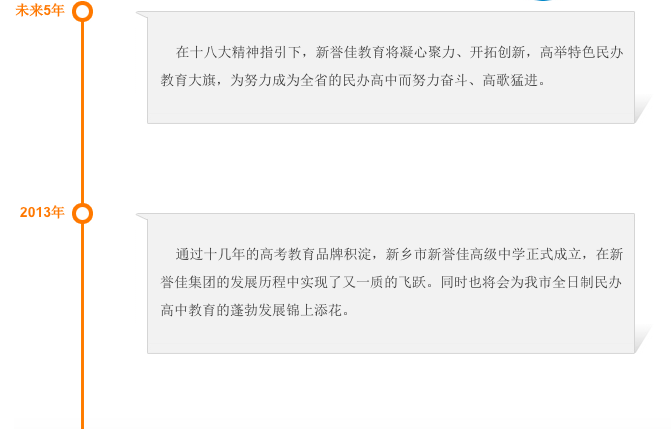 未来5年
在十八大精神指引下，新誉佳教育将凝心聚力、开拓创新，高举特色民办
教育大旗，为努力成为全省的民办高中而努力奋斗、高歌猛进。
2013年
通过十几年的高考教育品牌积淀，新乡市新誉佳高级中学正式成立，在新
誉佳集团的发展历程中实现了又一质的飞跃。同时也将会为我市全日制民办
高中教育的蓬勃发展锦上添花。